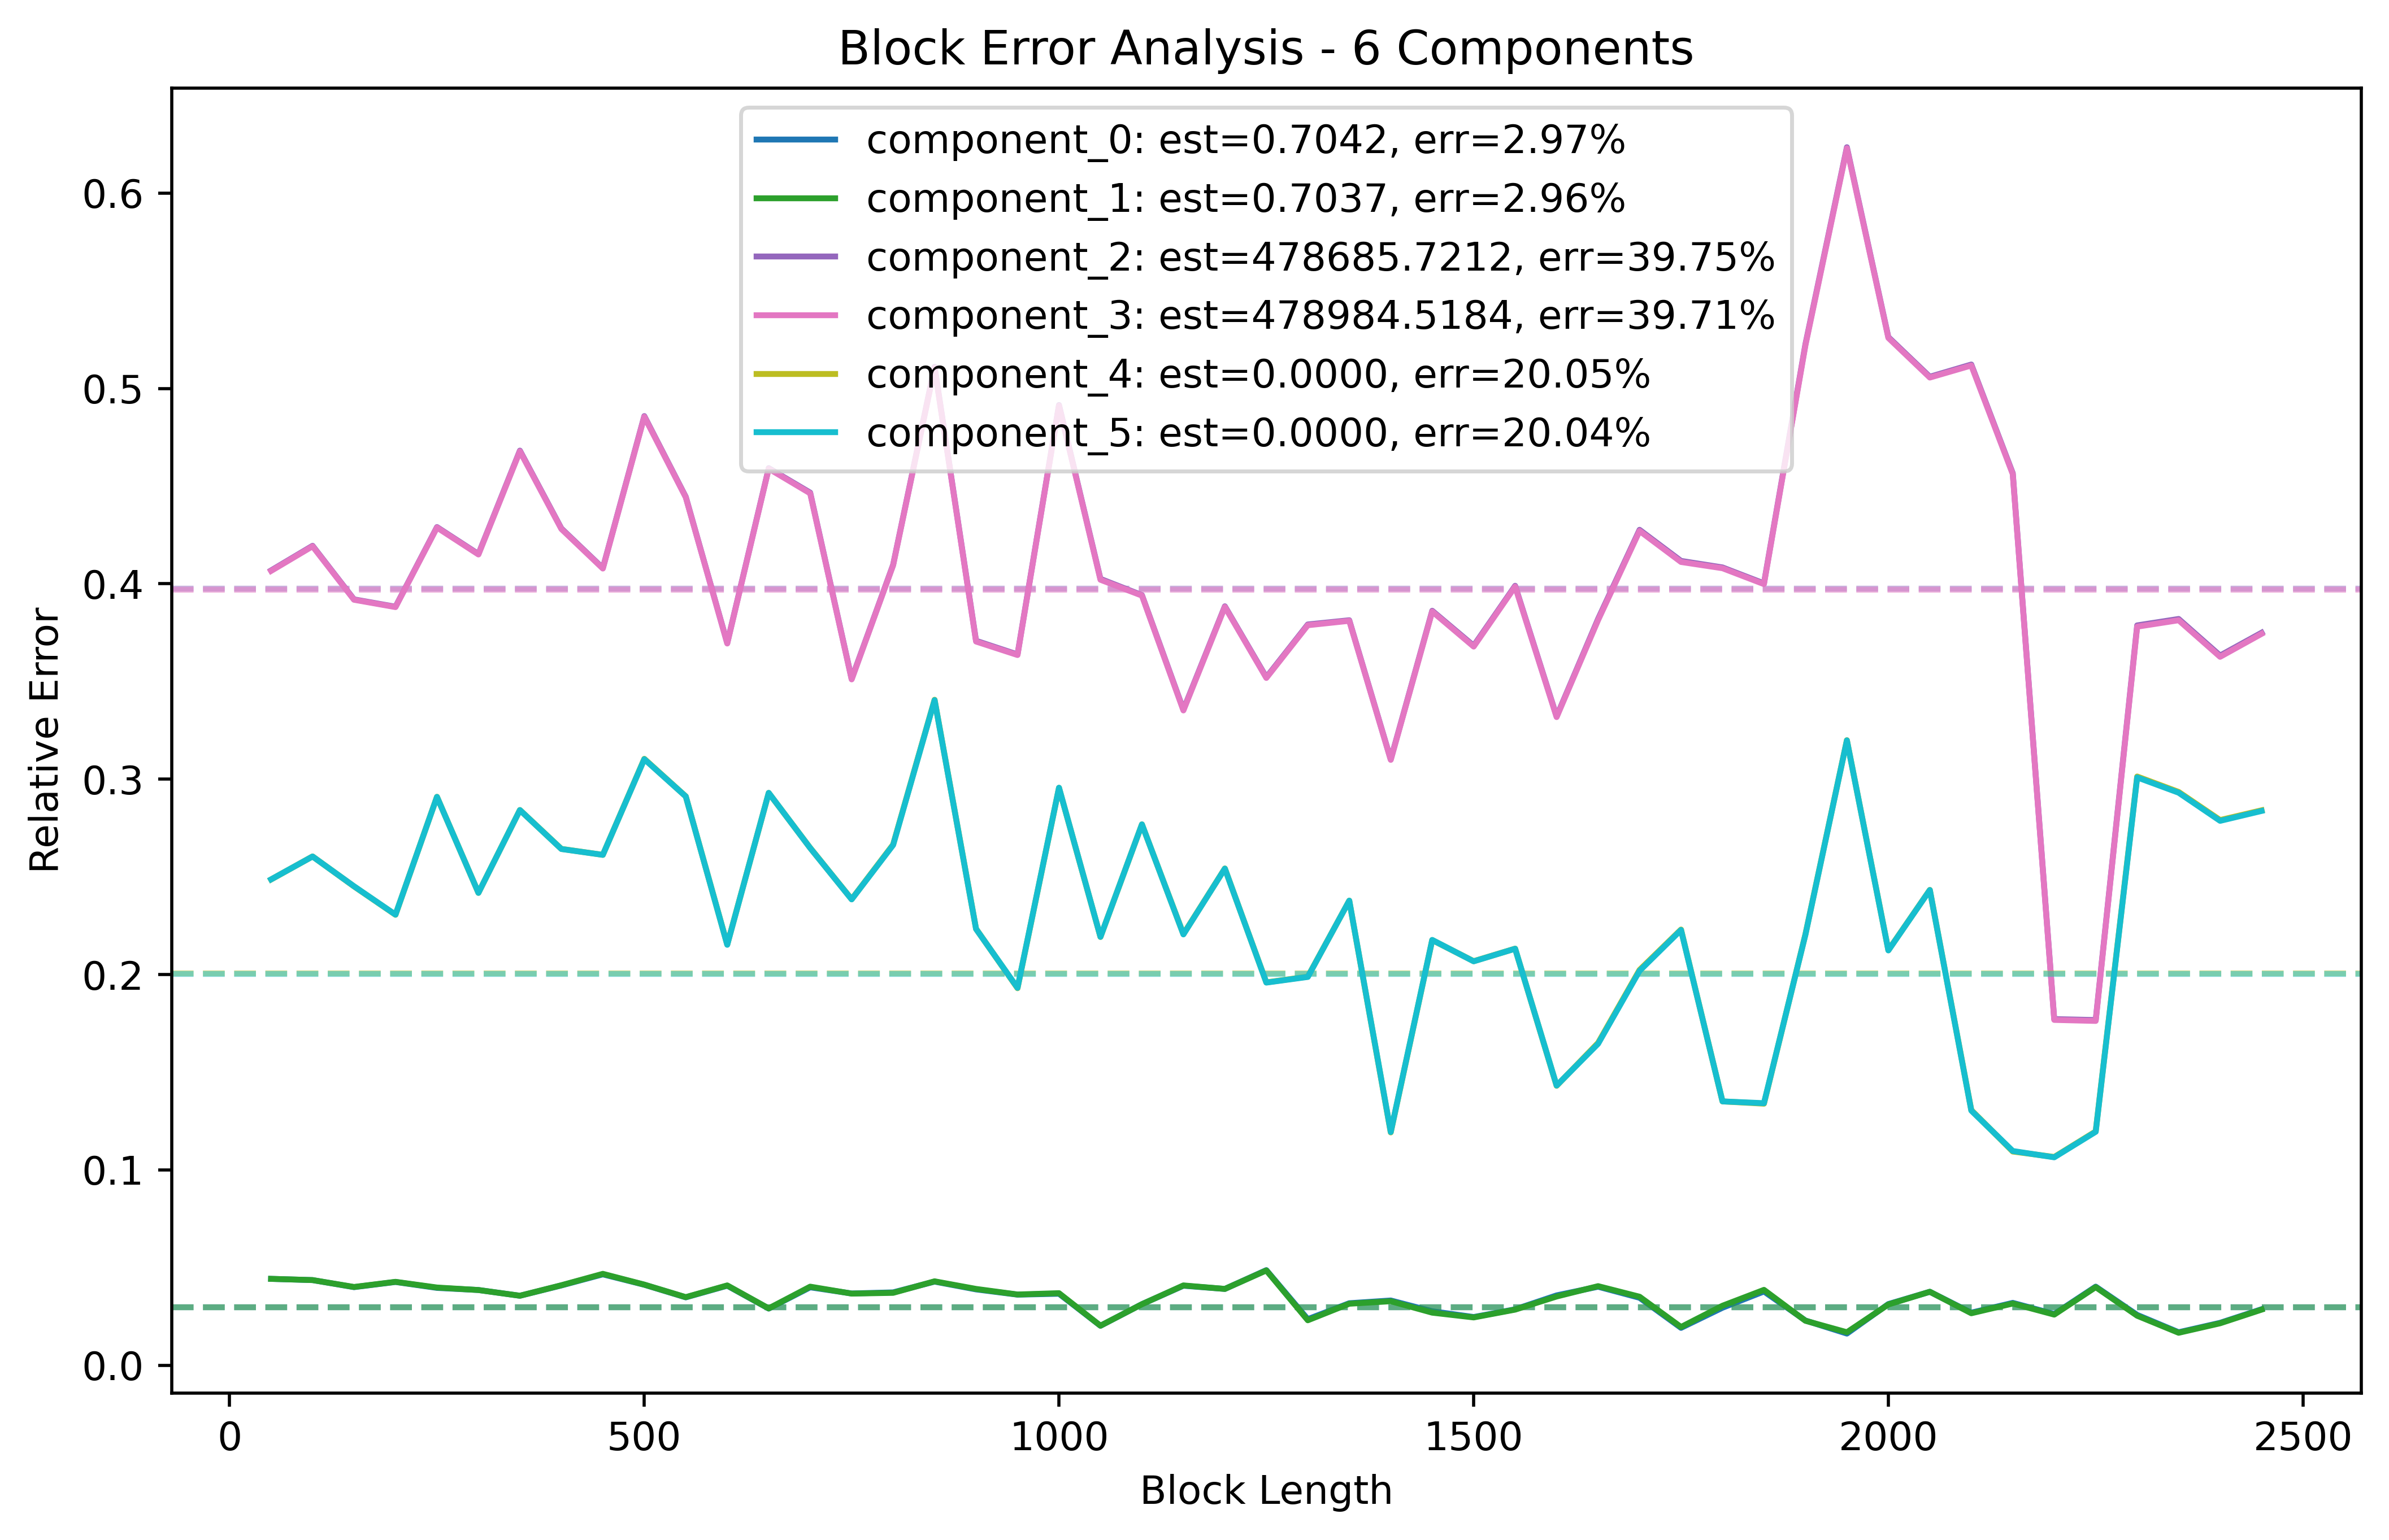 Block Error Analysis - 6 Components
component_0: est=0.7042, err=2.97%
component_1: est=0.7037, err=2.96%
component_2: est=478685.7212, err=39.75%
component_3: est=478984.5184, err=39.71%
component_4: est=0.0000, err=20.05%
component_5: est=0.0000, err=20.04%
Relative Error
0.6
0.5
0.4
0.3
0.2
0.1
0.0
0 500 1000 1500 2000 2500
Block Length